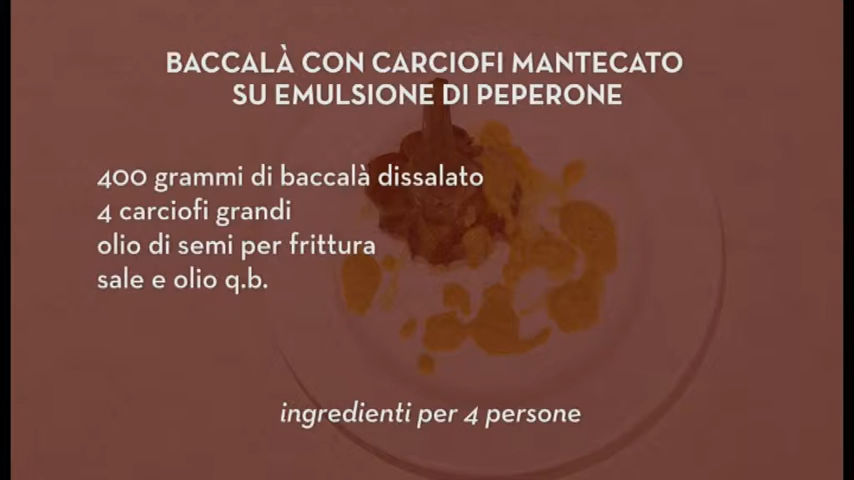 BACCALÀ CON CARCIOFI MANTECATO
SU EMULSIONE DI PEPERONE
400 grammi di baccalà dissalato
4 carciofi grandi
olio di semi per frittura
sale e olio q.b.
ingredienti per 4 persone